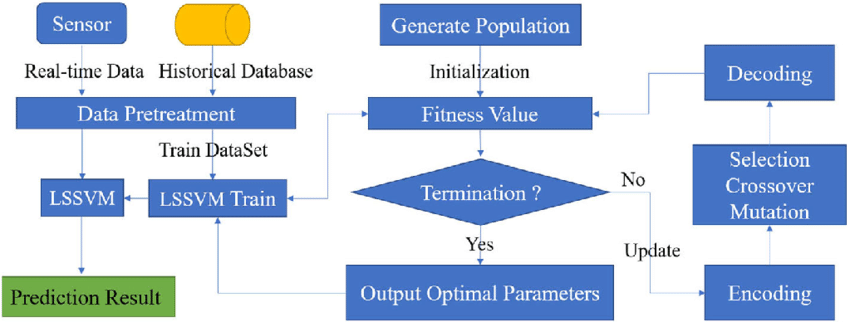 Sensor
Generate Population
Real-time Data
Historical Database
Initialization
Decoding
Data Pretreatment
Fitness Value
Train DataSet
Selection
Crossover
Mutation
LSSVM
LSSVM Train
Termination ?
No
Yes
Update
Prediction Result
Output Optimal Parameters
Encoding